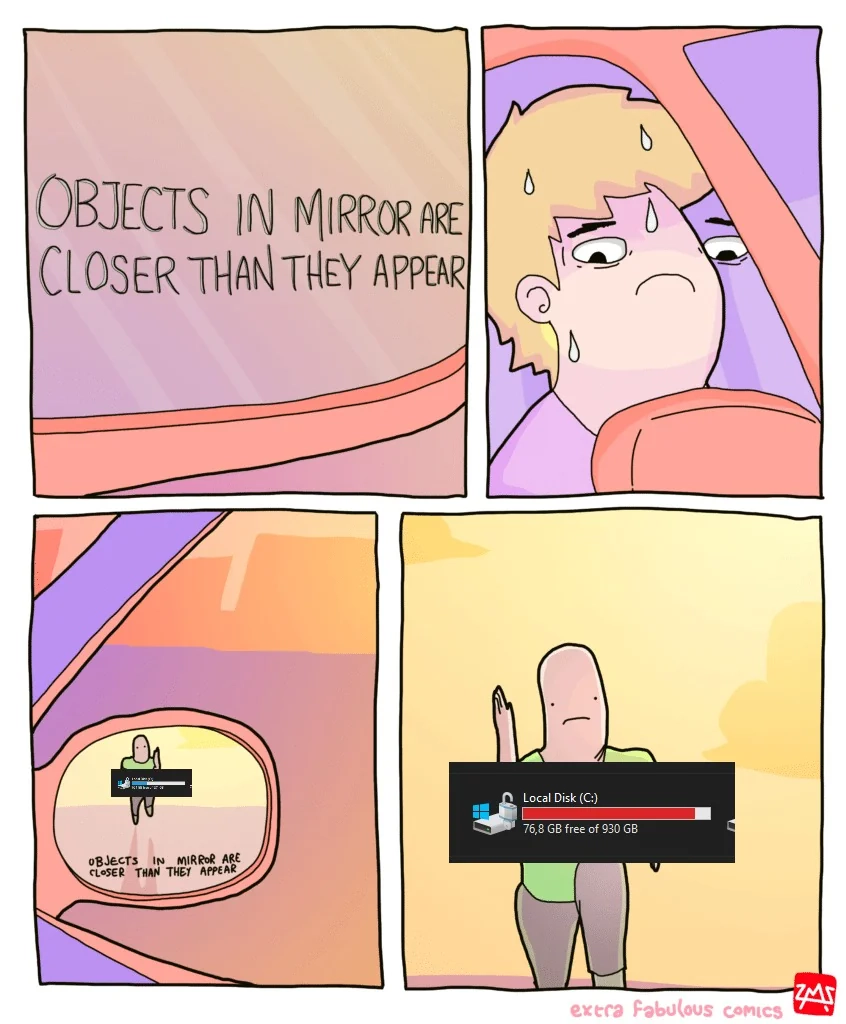 OBJECTS IN MIRROR ARE
CLOSER THAN THEY APPEAR
OBJECTS IN MIRROR ARE
CLOSER THAN THEY APPEAR
Local Disk (C:)
76,8 GB free of 930 GB
extra fabulous comics